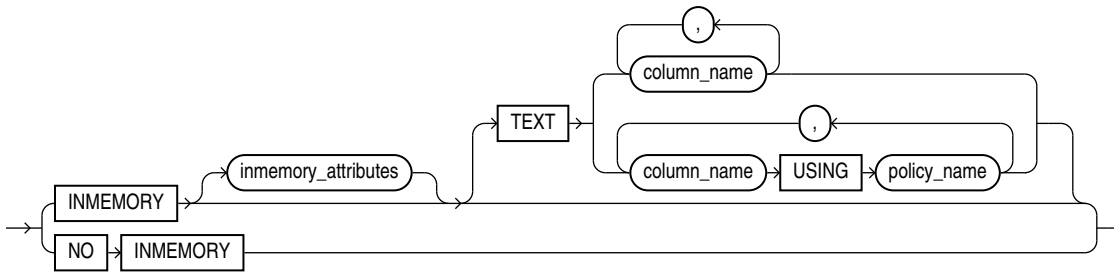 ,
column_name
TEXT
,
column_name USING policy_name
inmemory_attributes
INMEMORY
NO INMEMORY